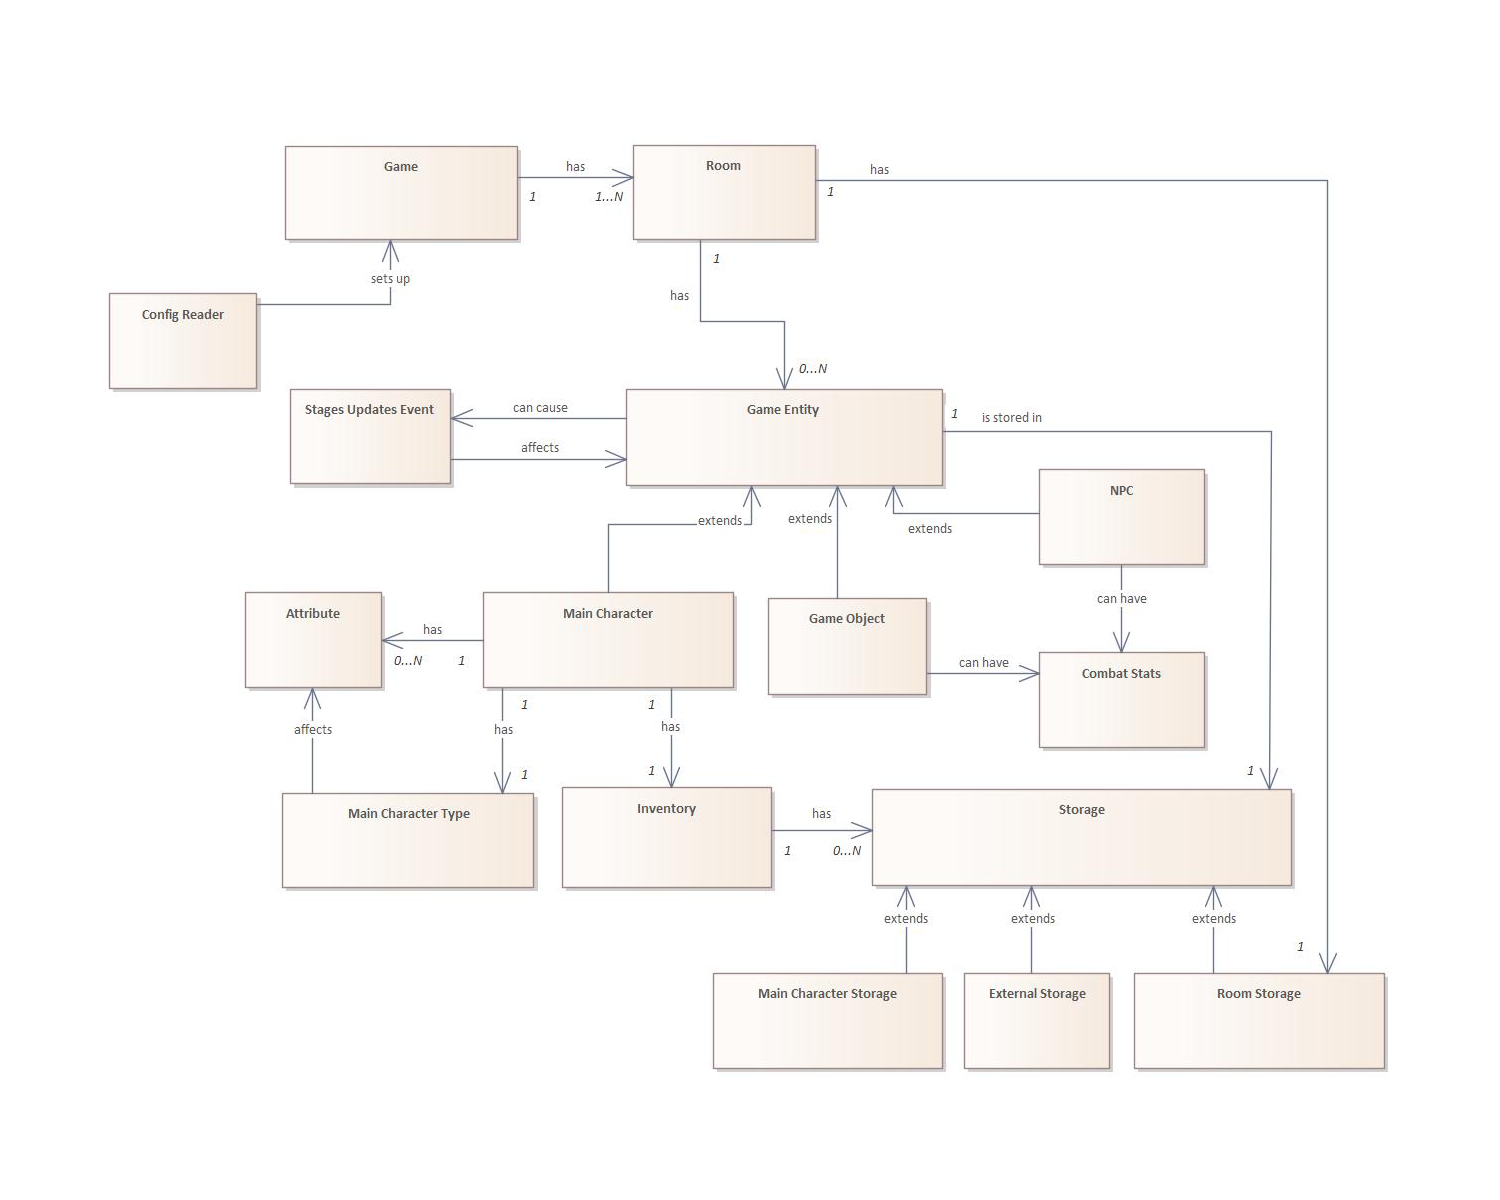 Game
has
1
1...N
Room
has
1
1
has
0...N
sets up
Config Reader
Stages Updates Event
can cause
affects
Game Entity
1
is stored in
NPC
extends
extends
extends
can have
Attribute
has
0...N
1
Main Character
Game Object
can have
Combat Stats
affects
1
has
1
1
has
1
1
Main Character Type
Inventory
has
1
0...N
Storage
extends
extends
extends
1
Main Character Storage
External Storage
Room Storage